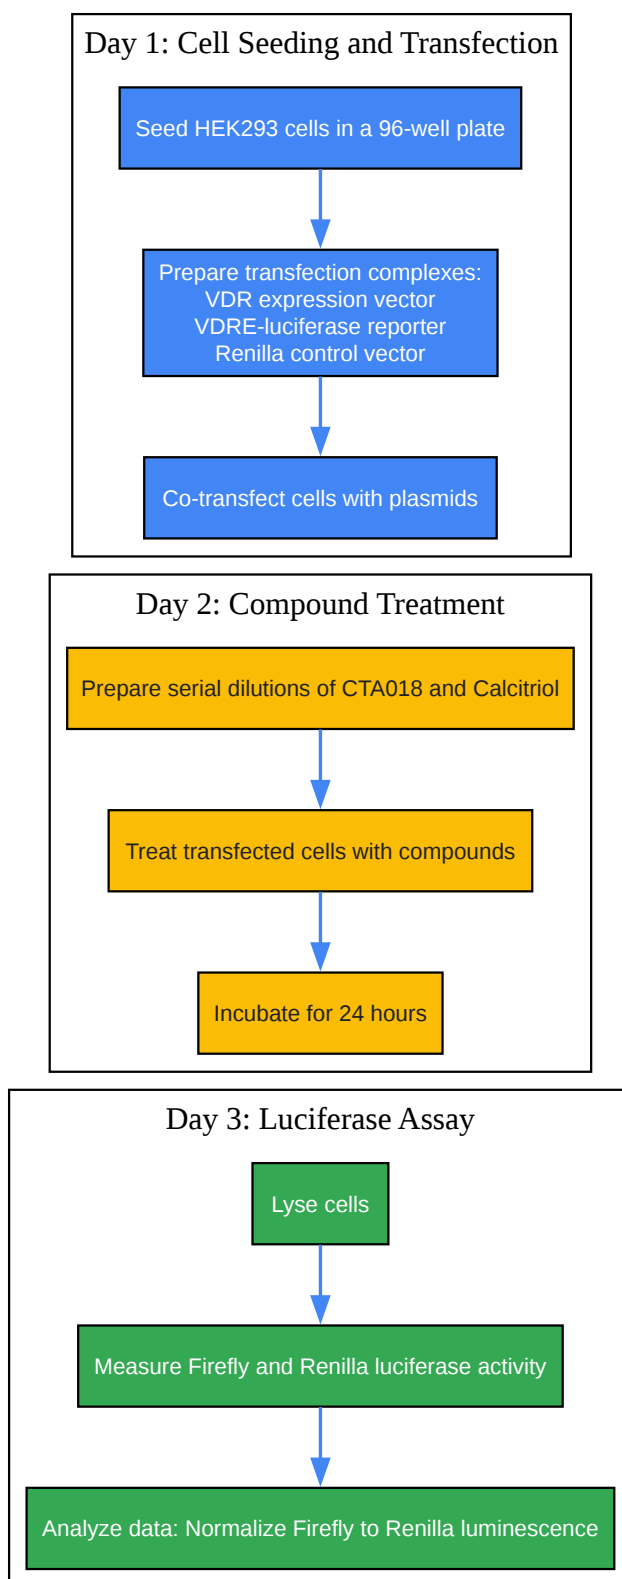 Day 1: Cell Seeding and Transfection
Seed HEK293 cells in a 96-well plate
Prepare transfection complexes:
VDR expression vector
VDRE-luciferase reporter
Renilla control vector
Co-transfect cells with plasmids
Day 2: Compound Treatment
Prepare serial dilutions of CTA018 and Calcitriol
Treat transfected cells with compounds
Incubate for 24 hours
Day 3: Luciferase Assay
Lyse cells
Measure Firefly and Renilla luciferase activity
Analyze data: Normalize Firefly to Renilla luminescence